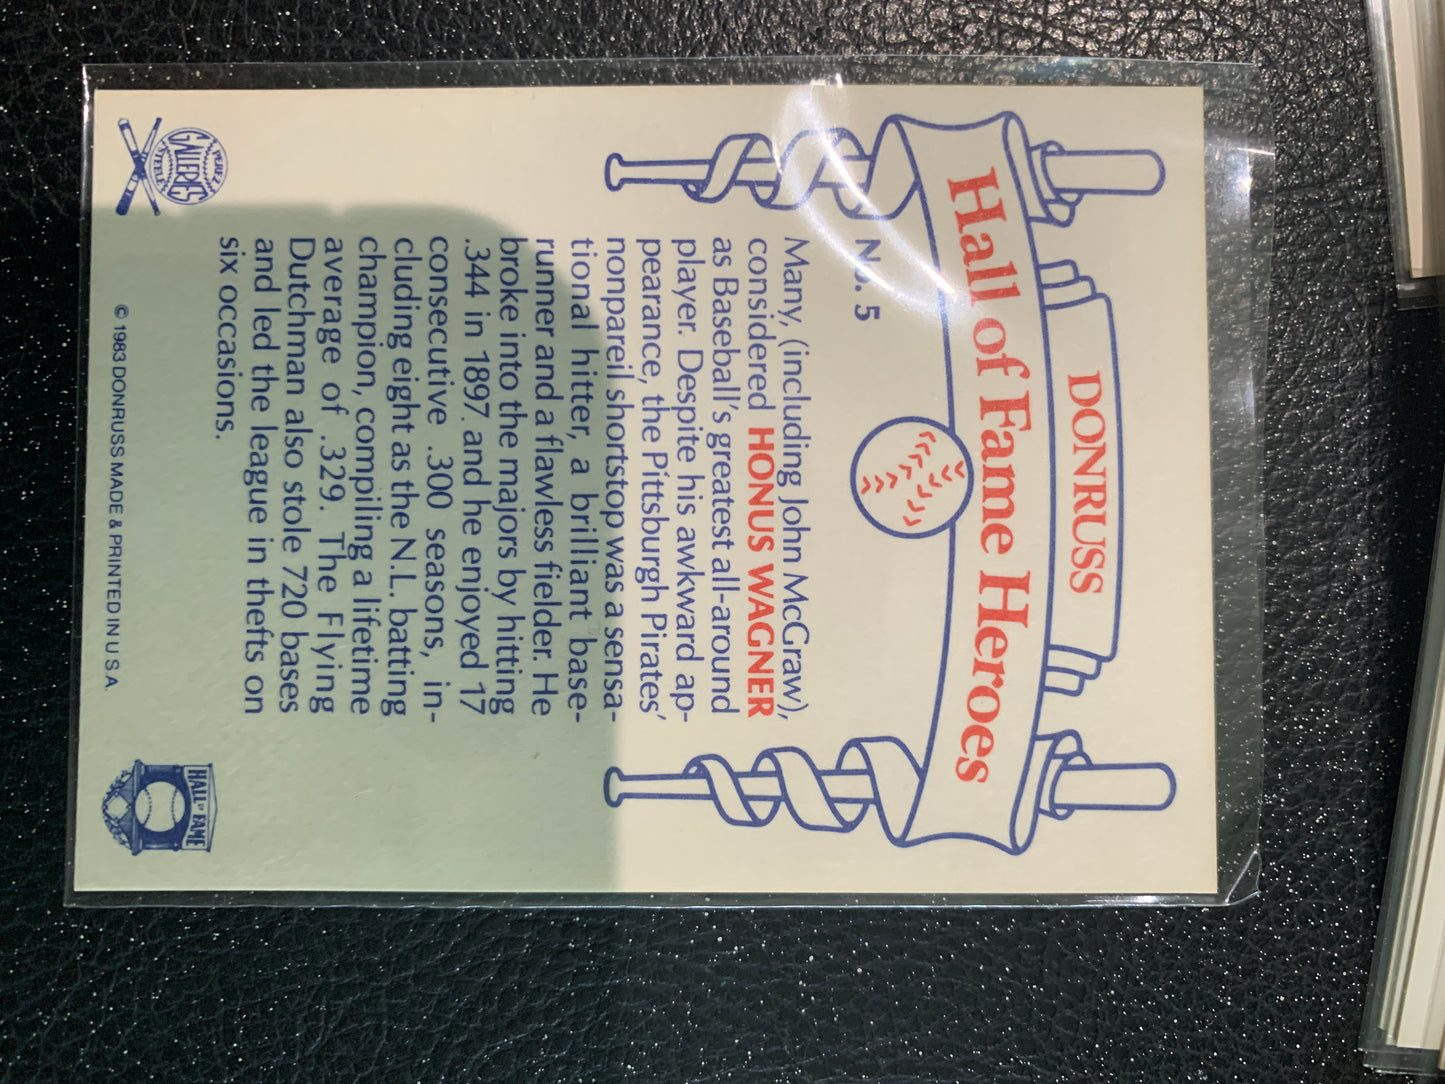 DONRUSS
Hall of Fame Heroes
No. 5
Many, (including John McGraw),
considered HONUS WAGNER
as Baseball's greatest all-around
player. Despite his awkward ap-
pearance, the Pittsburgh Pirates'
nonpareil shortstop was a sensa-
tional hitter, a brilliant base-
runner and a flawless fielder. He
broke into the majors by hitting
.344 in 1897 and he enjoyed 17
consecutive .300 seasons, in-
cluding eight as the N.L. batting
champion, compiling a lifetime
average of .329. The Flying
Dutchman also stole 720 bases
and led the league in thefts on
six occasions.
PEREZ
GALLERIES
STEELE
© 1983 DONRUSS MADE & PRINTED IN U.S.A.
HALL OF FAME